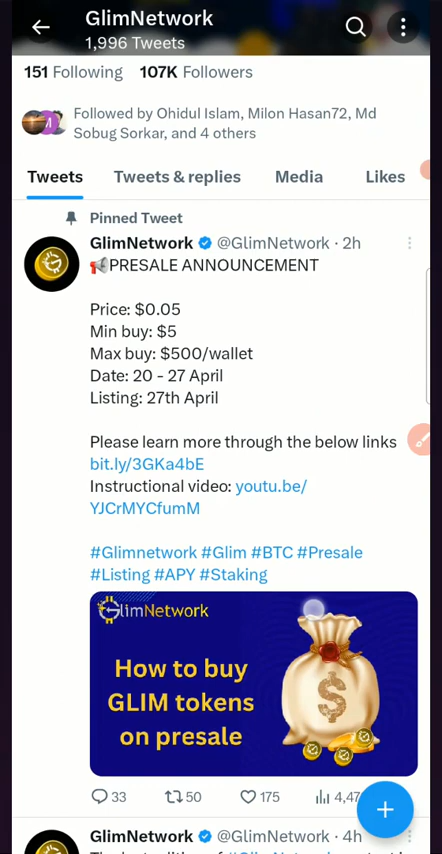 GlimNetwork
1,996 Tweets
151 Following 107K Followers
Followed by Ohidul Islam, Milon Hasan72, Md
Sobug Sorkar, and 4 others
Tweets Tweets & replies Media Likes
Pinned Tweet
GlimNetwork @GlimNetwork · 2h
PRESALE ANNOUNCEMENT
Price: $0.05
Min buy: $5
Max buy: $500/wallet
Date: 20 - 27 April
Listing: 27th April
Please learn more through the below links
bit.ly/3GKa4bE
Instructional video: youtu.be/
YJCrMYCfumM
#Glimnetwork #Glim #BTC #Presale
#Listing #APY #Staking
GlimNetwork
How to buy
GLIM tokens
on presale
$
33 50 175 4,47
GlimNetwork @GlimNetwork · 4h